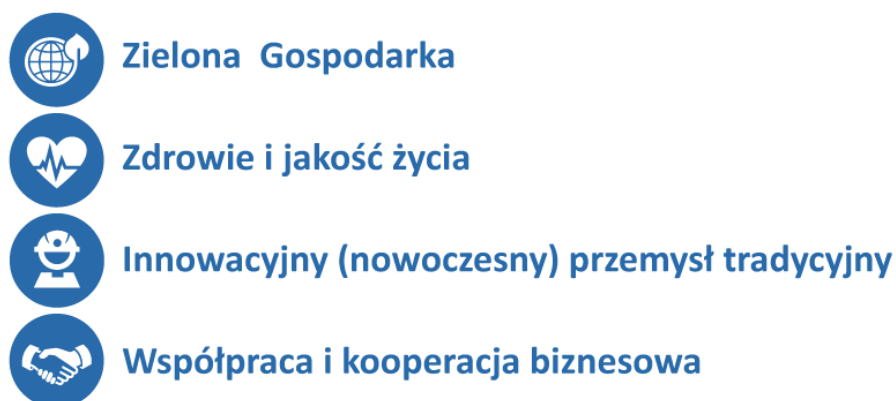 Zielona  Gospodarka
Zdrowie i jakość życia
Innowacyjny (nowoczesny) przemysł tradycyjny
Współpraca i kooperacja biznesowa